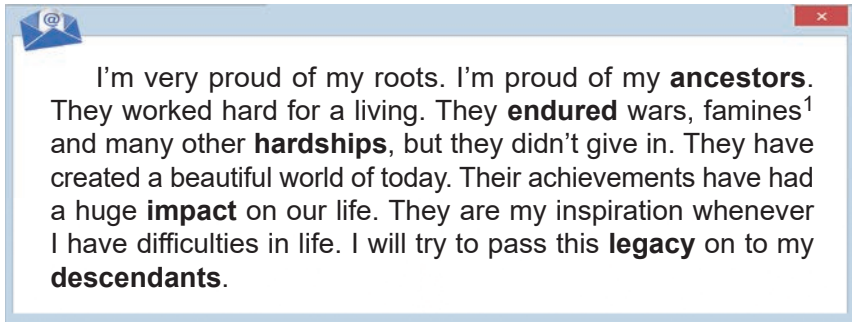 I’m very proud of my roots. I’m proud of my ancestors.
They worked hard for a living. They endured wars, famines¹
and many other hardships, but they didn’t give in. They have
created a beautiful world of today. Their achievements have had
a huge impact on our life. They are my inspiration whenever
I have difficulties in life. I will try to pass this legacy on to my
descendants.